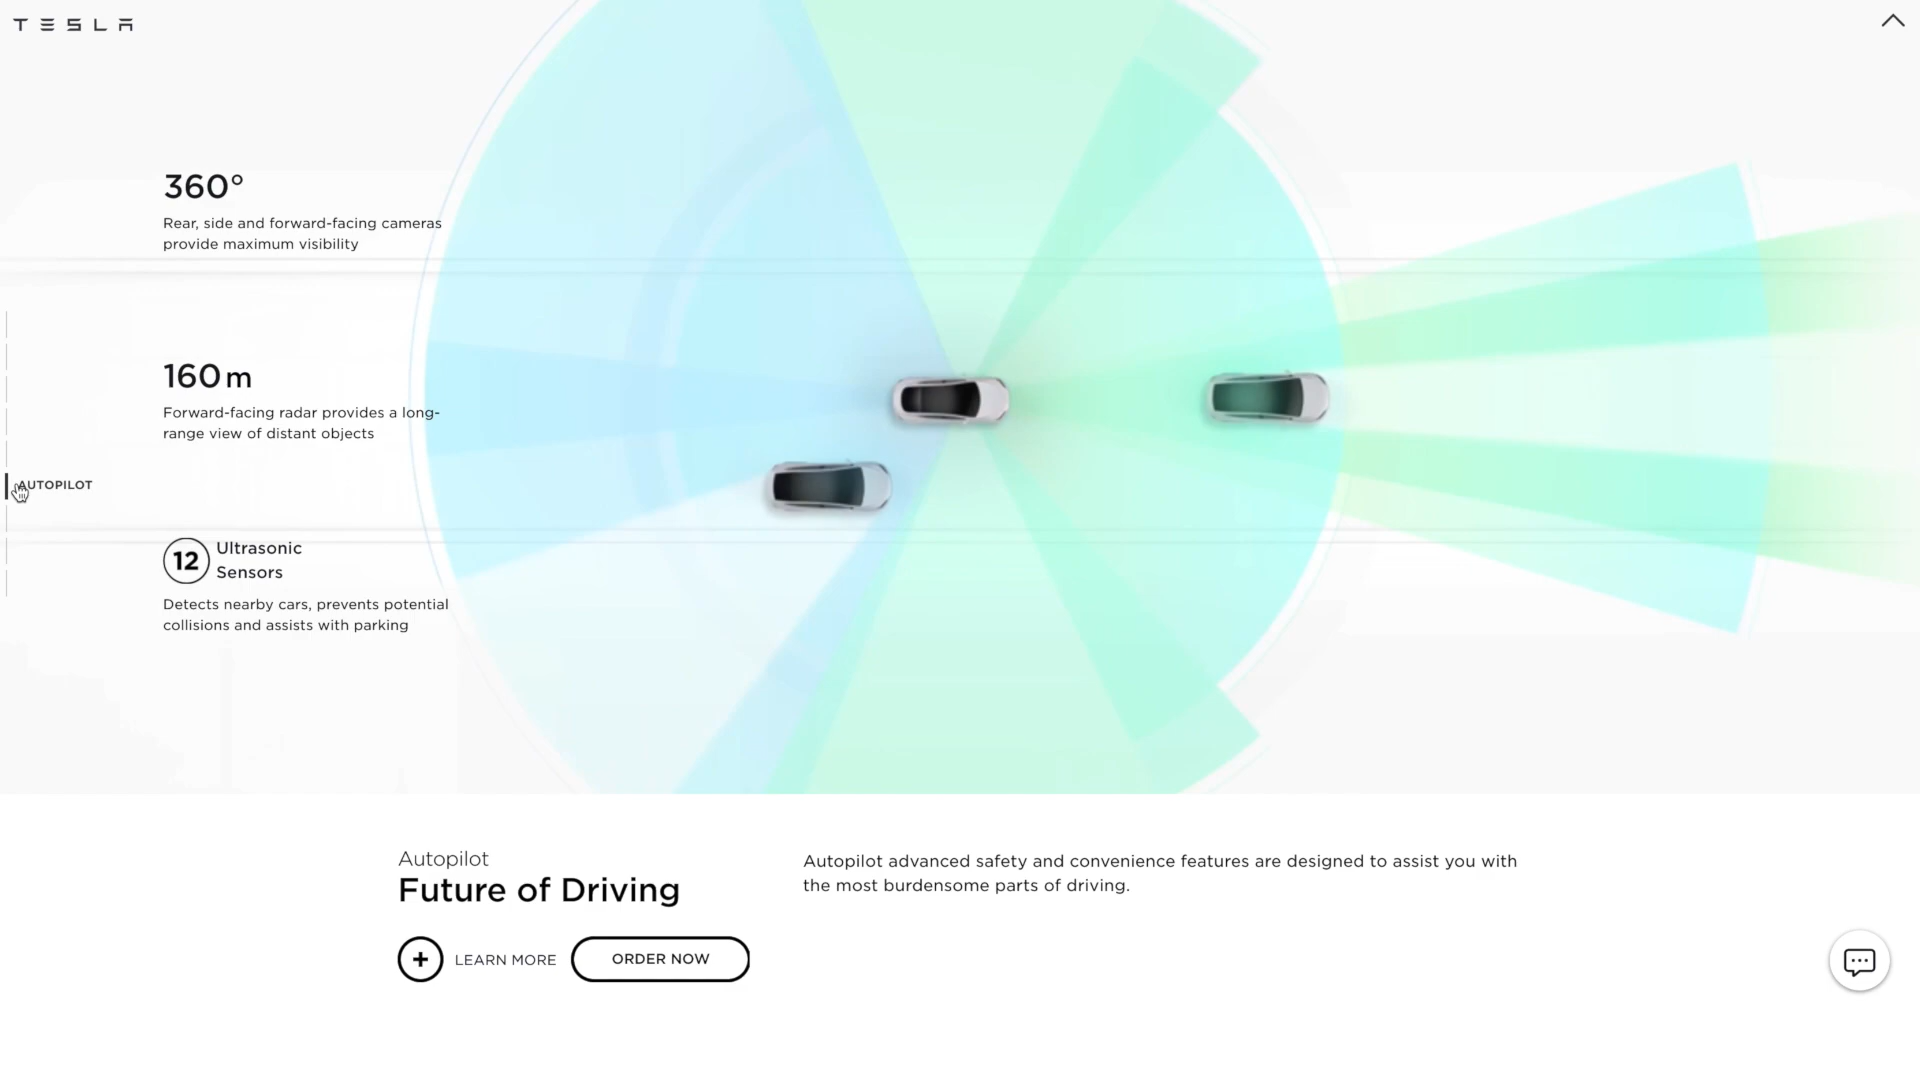 TESLA
360°
Rear, side and forward-facing cameras
provide maximum visibility
160 m
Forward-facing radar provides a long-
range view of distant objects
AUTOPILOT
12
Ultrasonic
Sensors
Detects nearby cars, prevents potential
collisions and assists with parking
Autopilot
Future of Driving
LEARN MORE
ORDER NOW
Autopilot advanced safety and convenience features are designed to assist you with
the most burdensome parts of driving.